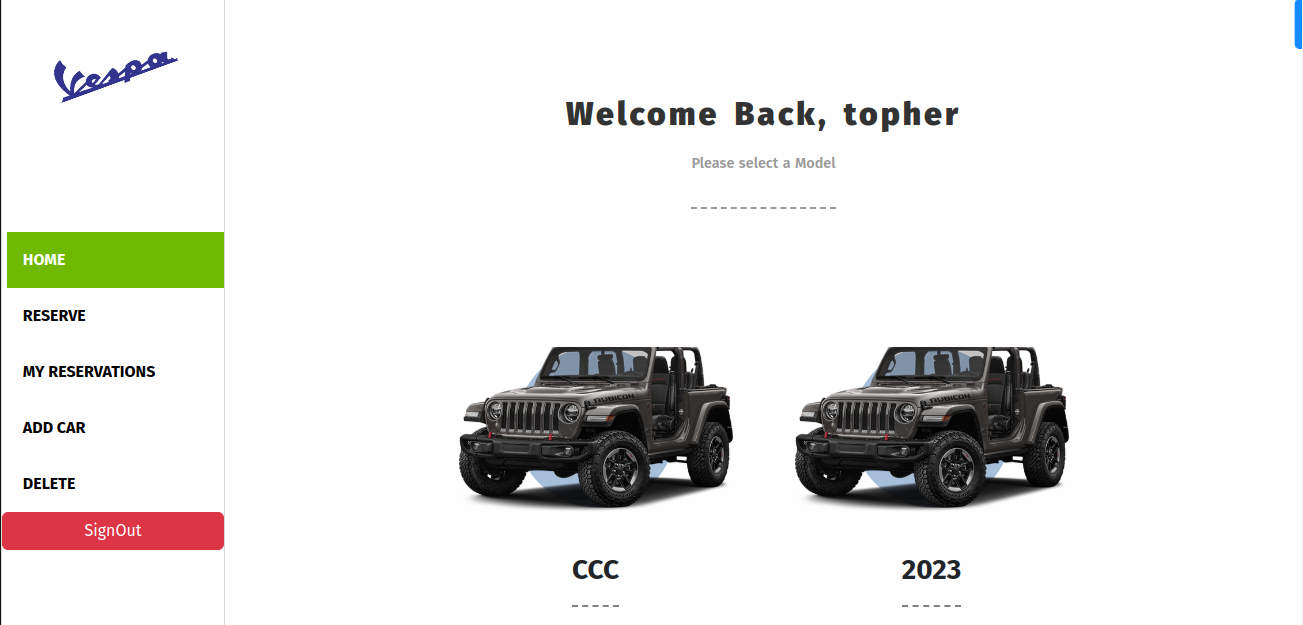 Vespa
Welcome Back, topher
Please select a Model
HOME
RESERVE
MY RESERVATIONS
ADD CAR
DELETE
SignOut
RUBICON
RUBICON
CCC
2023